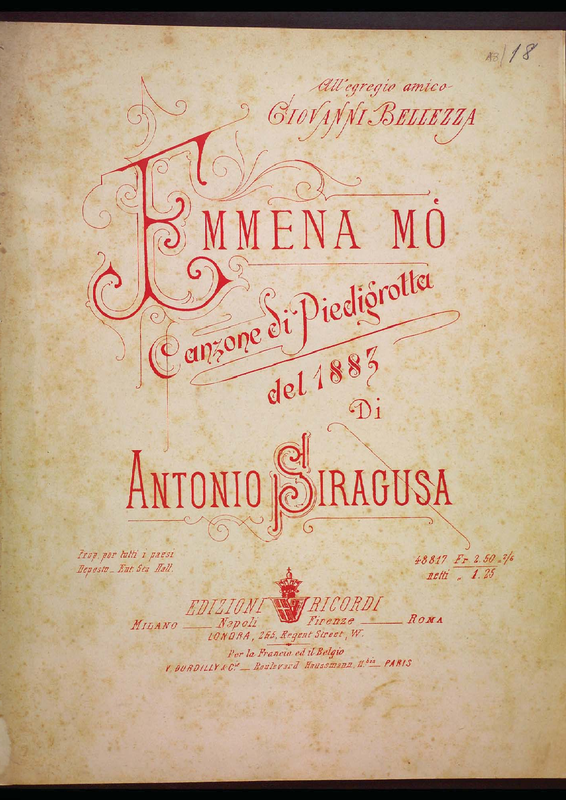 AB/18
All'egregio amico
GIOVANNI BELLEZZA
EMMENA MÒ
Canzone di Piedigrotta
del 1883
Di
ANTONIO SIRAGUSA
Prop. per tutti i paesi
Deposto. Ent. Sta. Hall.
48817 Fr. 2.50
netti 1.25
EDIZIONI RICORDI
MILANO Napoli Firenze ROMA
LONDRA, 265, Regent Street, W.
Per la Francia ed il Belgio
V. DURDILLY & Cie. Boulevard Haussmann, 11.bis PARIS